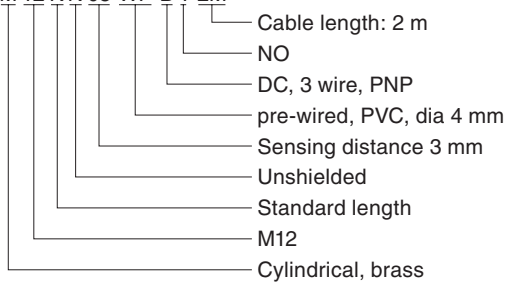 Cable length: 2 m
NO
DC, 3 wire, PNP
pre-wired, PVC, dia 4 mm
Sensing distance 3 mm
Unshielded
Standard length
M12
Cylindrical, brass